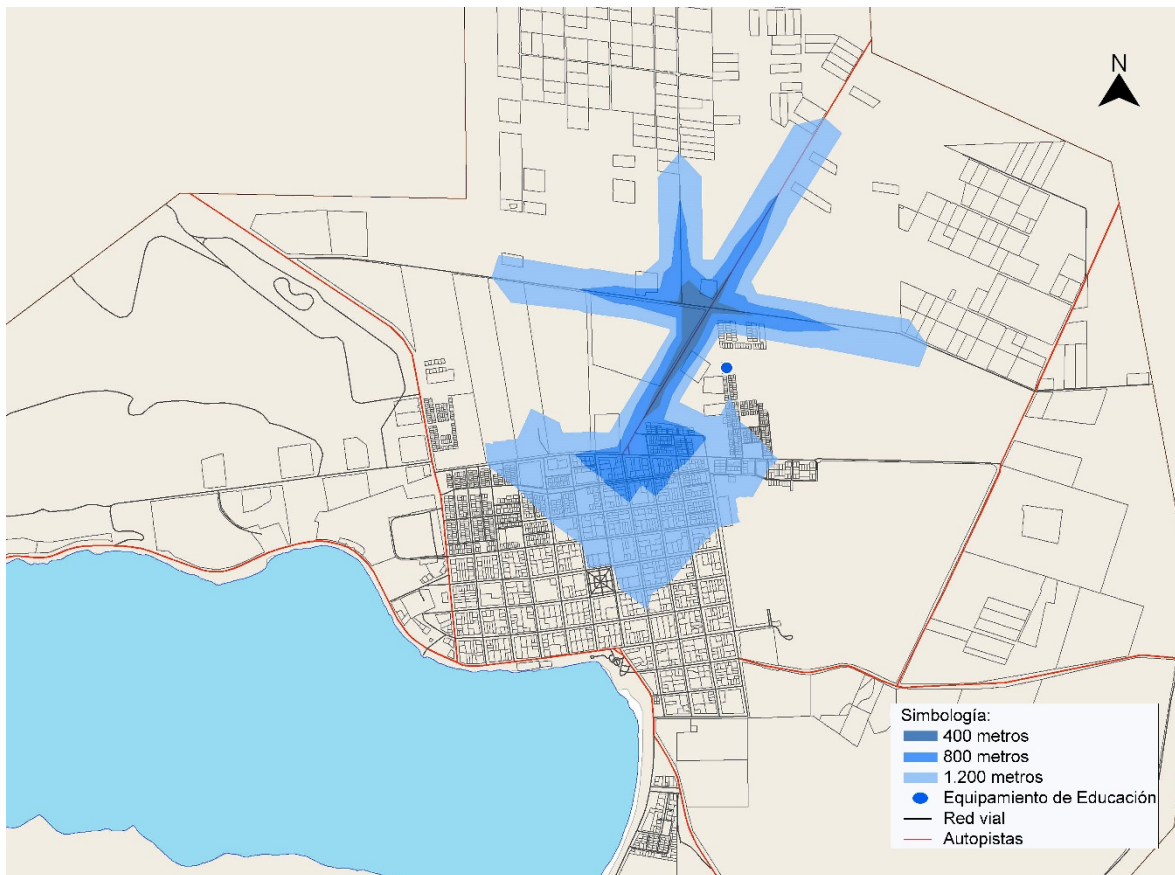 N
Simbología:
400 metros
800 metros
1.200 metros
Equipamiento de Educación
Red vial
Autopistas